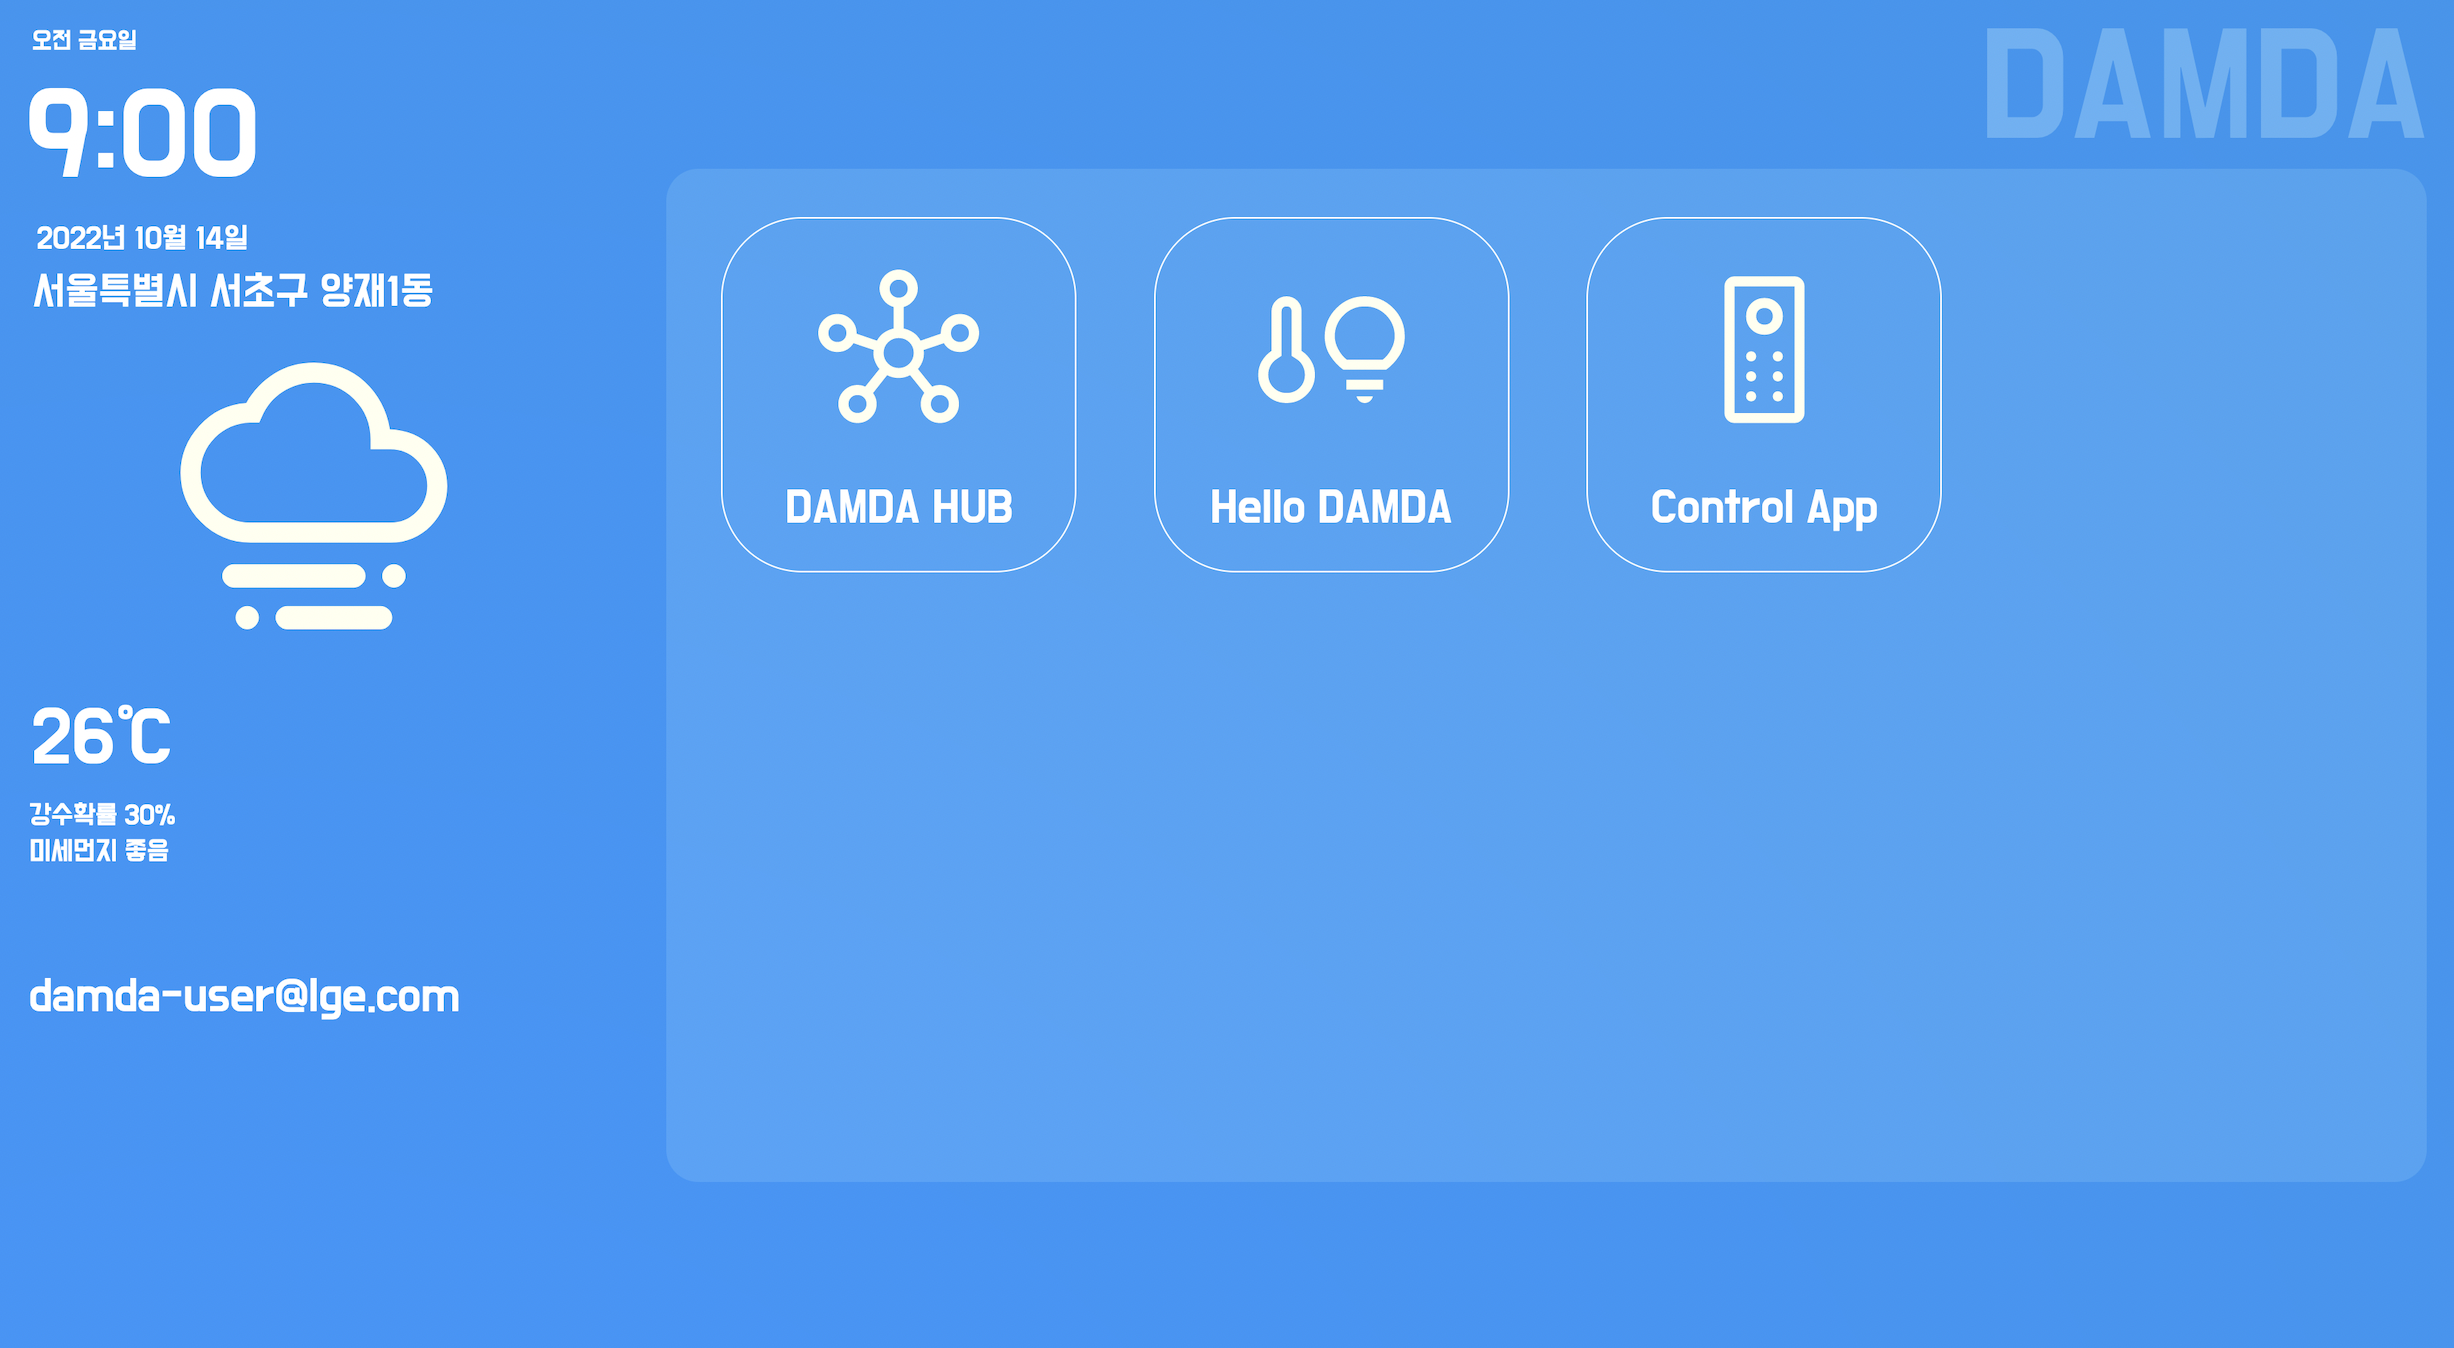 오전 금요일
9:00
2022년 10월 14일
서울특별시 서초구 양재1동
26℃
강수확률 30%
미세먼지 좋음
damda-user@lge.com
DAMDA
DAMDA HUB
Hello DAMDA
Control App